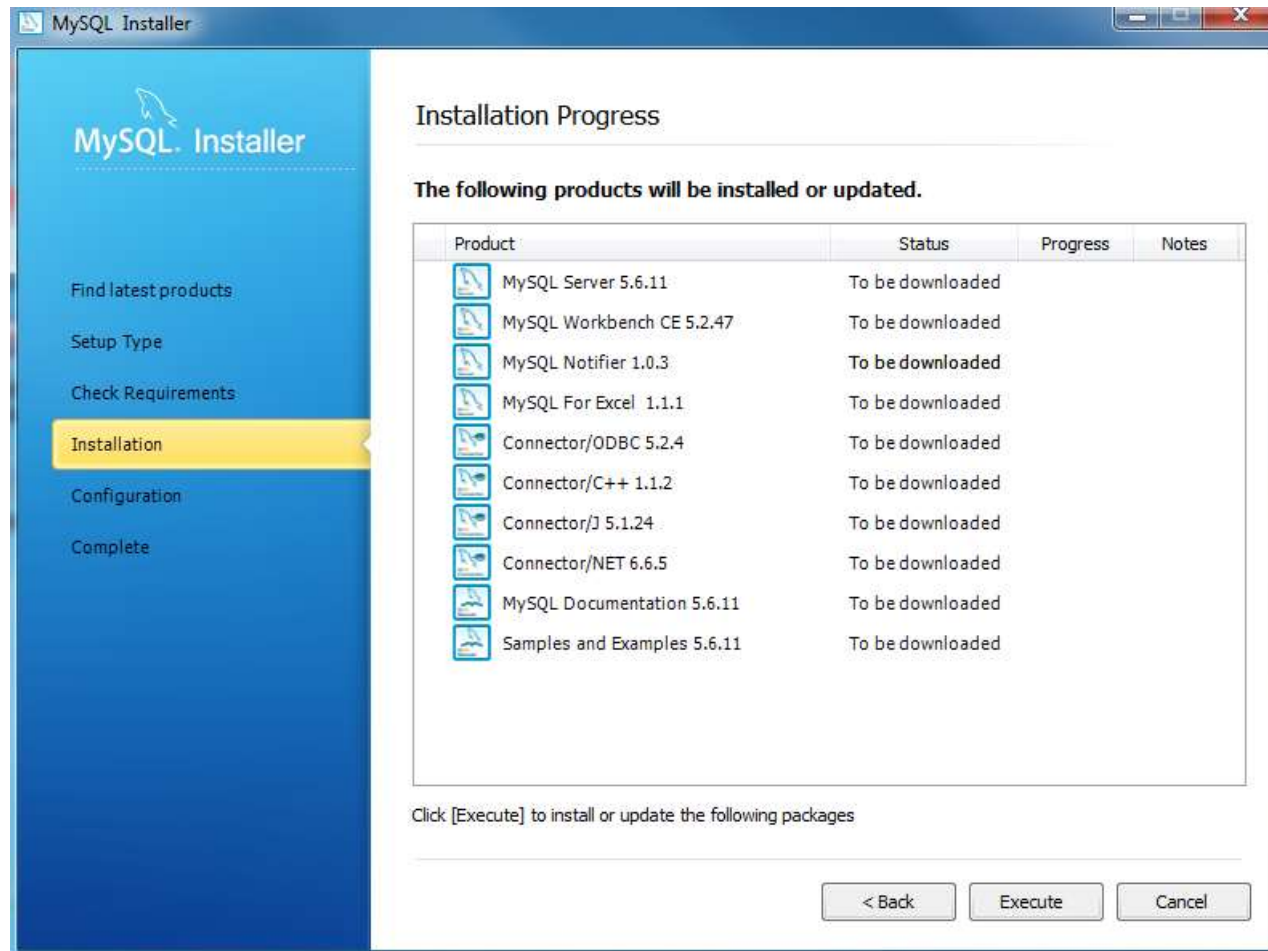 MySQL Installer
MySQL. Installer
Find latest products
Setup Type
Check Requirements
Installation
Configuration
Complete
Installation Progress
The following products will be installed or updated.
Product Status Progress Notes
MySQL Server 5.6.11 To be downloaded
MySQL Workbench CE 5.2.47 To be downloaded
MySQL Notifier 1.0.3 To be downloaded
MySQL For Excel 1.1.1 To be downloaded
Connector/ODBC 5.2.4 To be downloaded
Connector/C++ 1.1.2 To be downloaded
Connector/J 5.1.24 To be downloaded
Connector/NET 6.6.5 To be downloaded
MySQL Documentation 5.6.11 To be downloaded
Samples and Examples 5.6.11 To be downloaded
Click [Execute] to install or update the following packages
< Back Execute Cancel